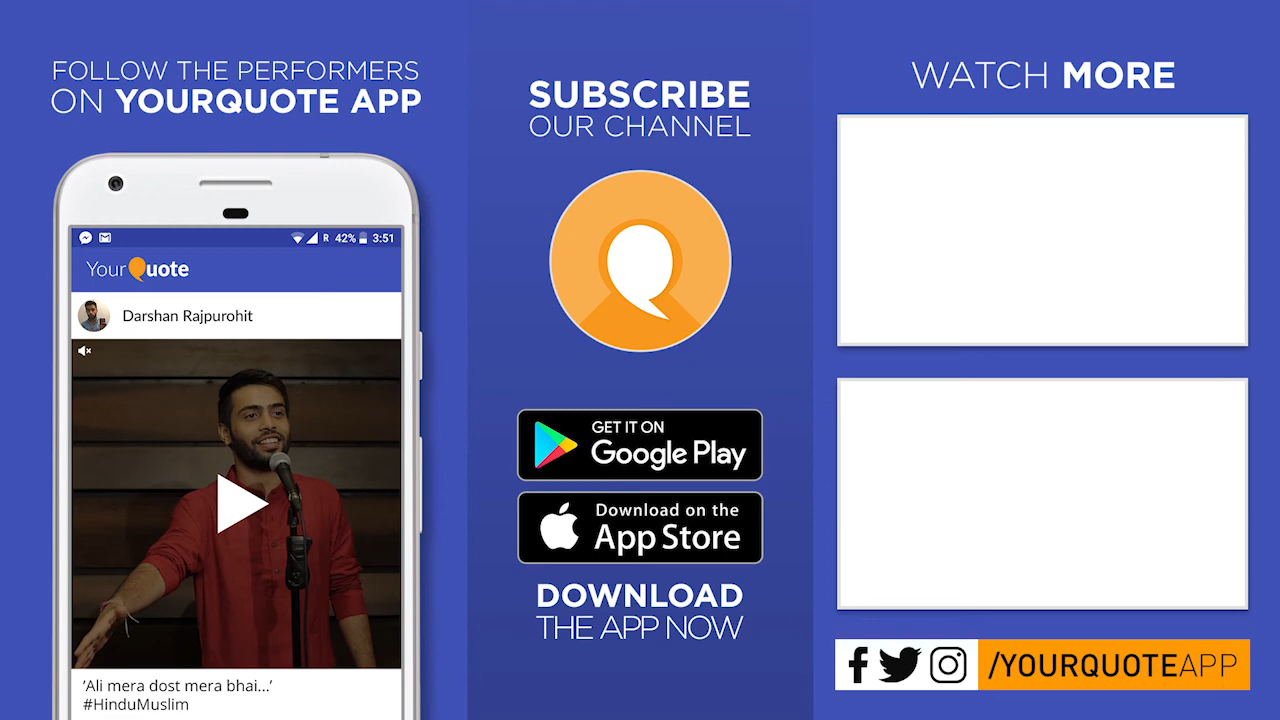 FOLLOW THE PERFORMERS
ON YOURQUOTE APP
R 42% 3:51
YourQuote
Darshan Rajpurohit
‘Ali mera dost mera bhai...’
#HinduMuslim
SUBSCRIBE
OUR CHANNEL
GET IT ON
Google Play
Download on the
App Store
DOWNLOAD
THE APP NOW
WATCH MORE
/YOURQUOTEAPP